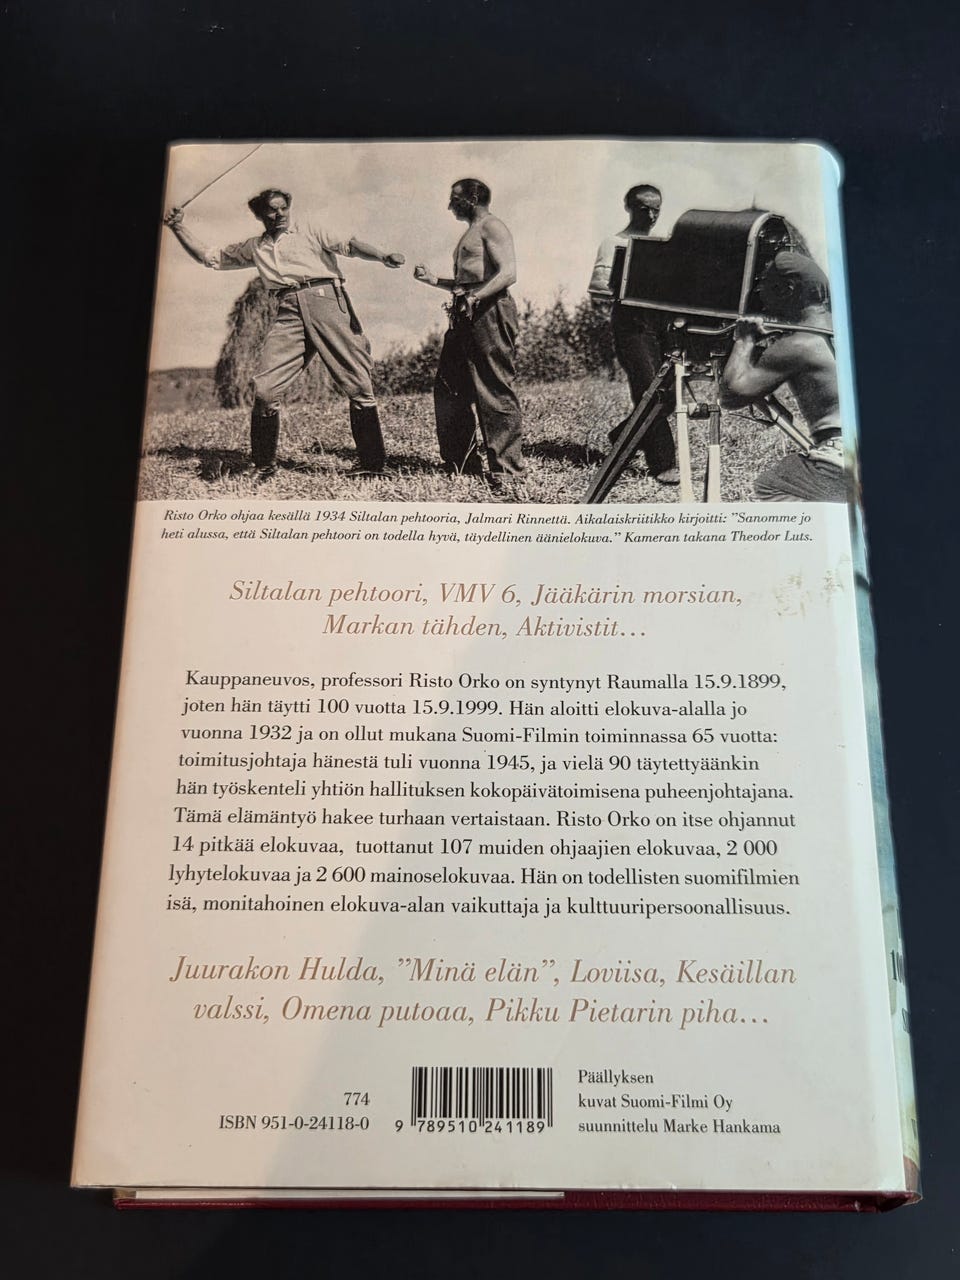 Risto Orko ohjaa kesällä 1934 Siltalan pehtooria, Jalmari Rinnettä. Aikalaiskriitikko kirjoitti: ”Sanomme jo
heti alussa, että Siltalan pehtoori on todella hyvä, täydellinen äänielokuva.” Kameran takana Theodor Luts.
Siltalan pehtoori, VMV 6, Jääkärin morsian,
Markan tähden, Aktivistit...
Kauppaneuvos, professori Risto Orko on syntynyt Raumalla 15.9.1899,
joten hän täytti 100 vuotta 15.9.1999. Hän aloitti elokuva-alalla jo
vuonna 1932 ja on ollut mukana Suomi-Filmin toiminnassa 65 vuotta:
toimitusjohtaja hänestä tuli vuonna 1945, ja vielä 90 täytettyäänkin
hän työskenteli yhtiön hallituksen kokopäivätoimisena puheenjohtajana.
Tämä elämäntyö hakee turhaan vertaistaan. Risto Orko on itse ohjannut
14 pitkää elokuvaa, tuottanut 107 muiden ohjaajien elokuvaa, 2 000
lyhytelokuvaa ja 2 600 mainoselokuvaa. Hän on todellisten suomifilmien
isä, monitahoinen elokuva-alan vaikuttaja ja kulttuuripersoonallisuus.
Juurakon Hulda, ”Minä elän”, Loviisa, Kesäillan
valssi, Omena putoaa, Pikku Pietarin piha...
774
ISBN 951-0-24118-0
9 789510 241189
Päällyksen
kuvat Suomi-Filmi Oy
suunnittelu Marke Hankama